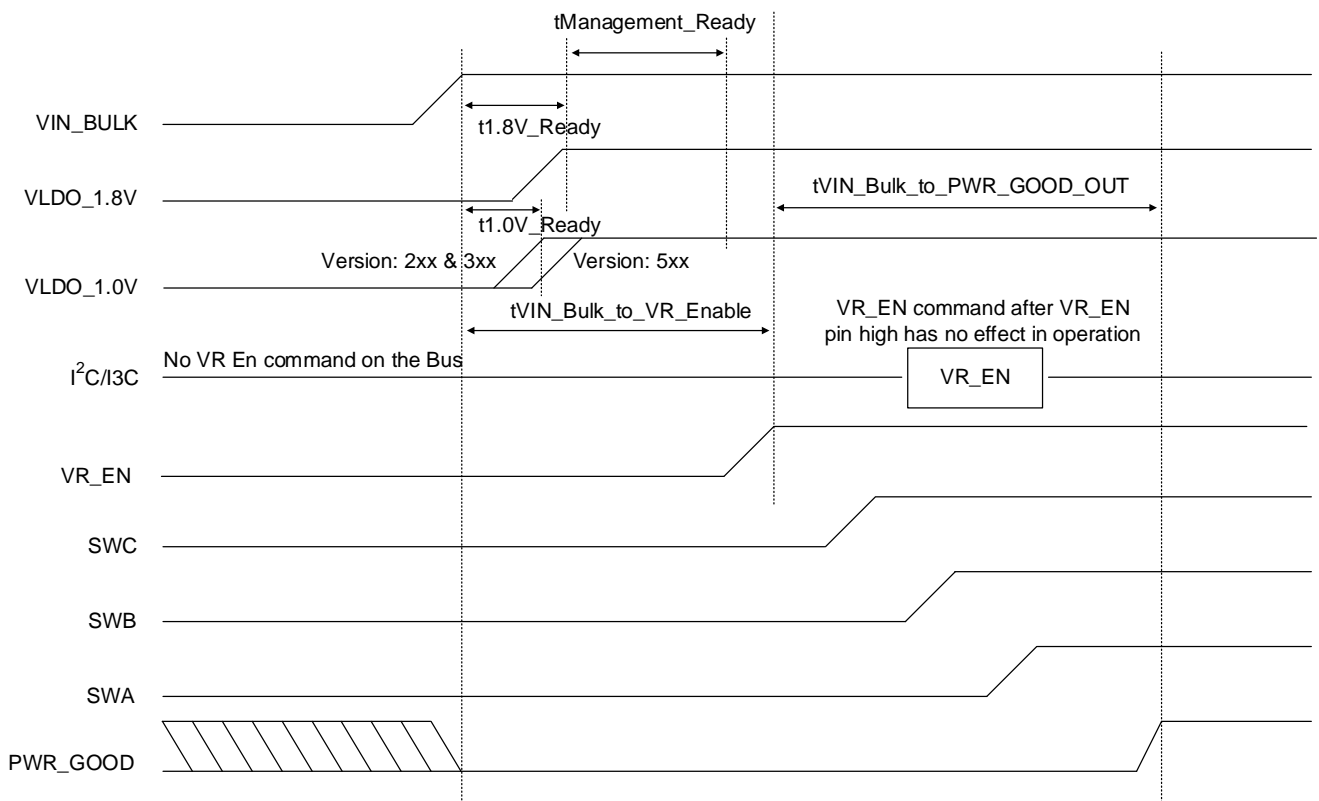 tManagement_Ready
VIN_BULK
t1.8V_Ready
VLDO_1.8V
tVIN_Bulk_to_PWR_GOOD_OUT
t1.0V_Ready
Version: 2xx & 3xx
Version: 5xx
VLDO_1.0V
tVIN_Bulk_to_VR_Enable
VR_EN command after VR_EN
pin high has no effect in operation
No VR En command on the Bus
I²C/I3C
VR_EN
VR_EN
SWC
SWB
SWA
PWR_GOOD